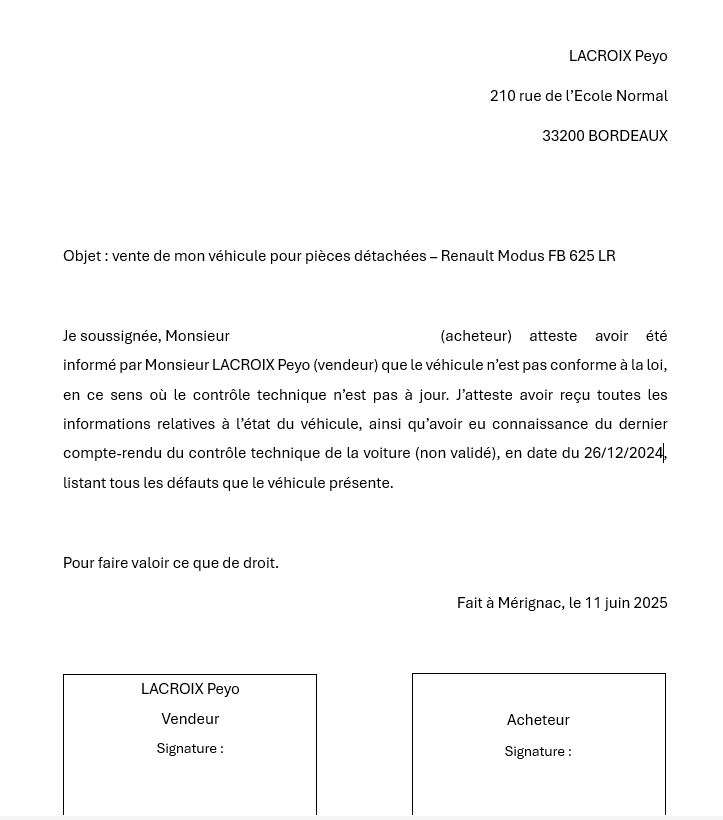 LACROIX Peyo
210 rue de l’Ecole Normal
33200 BORDEAUX
Objet : vente de mon véhicule pour pièces détachées – Renault Modus FB 625 LR
Je soussignée, Monsieur (acheteur) atteste avoir été
informé par Monsieur LACROIX Peyo (vendeur) que le véhicule n’est pas conforme à la loi,
en ce sens où le contrôle technique n’est pas à jour. J’atteste avoir reçu toutes les
informations relatives à l’état du véhicule, ainsi qu’avoir eu connaissance du dernier
compte-rendu du contrôle technique de la voiture (non validé), en date du 26/12/2024,
listant tous les défauts que le véhicule présente.
Pour faire valoir ce que de droit.
Fait à Mérignac, le 11 juin 2025
LACROIX Peyo
Vendeur
Signature :
Acheteur
Signature :